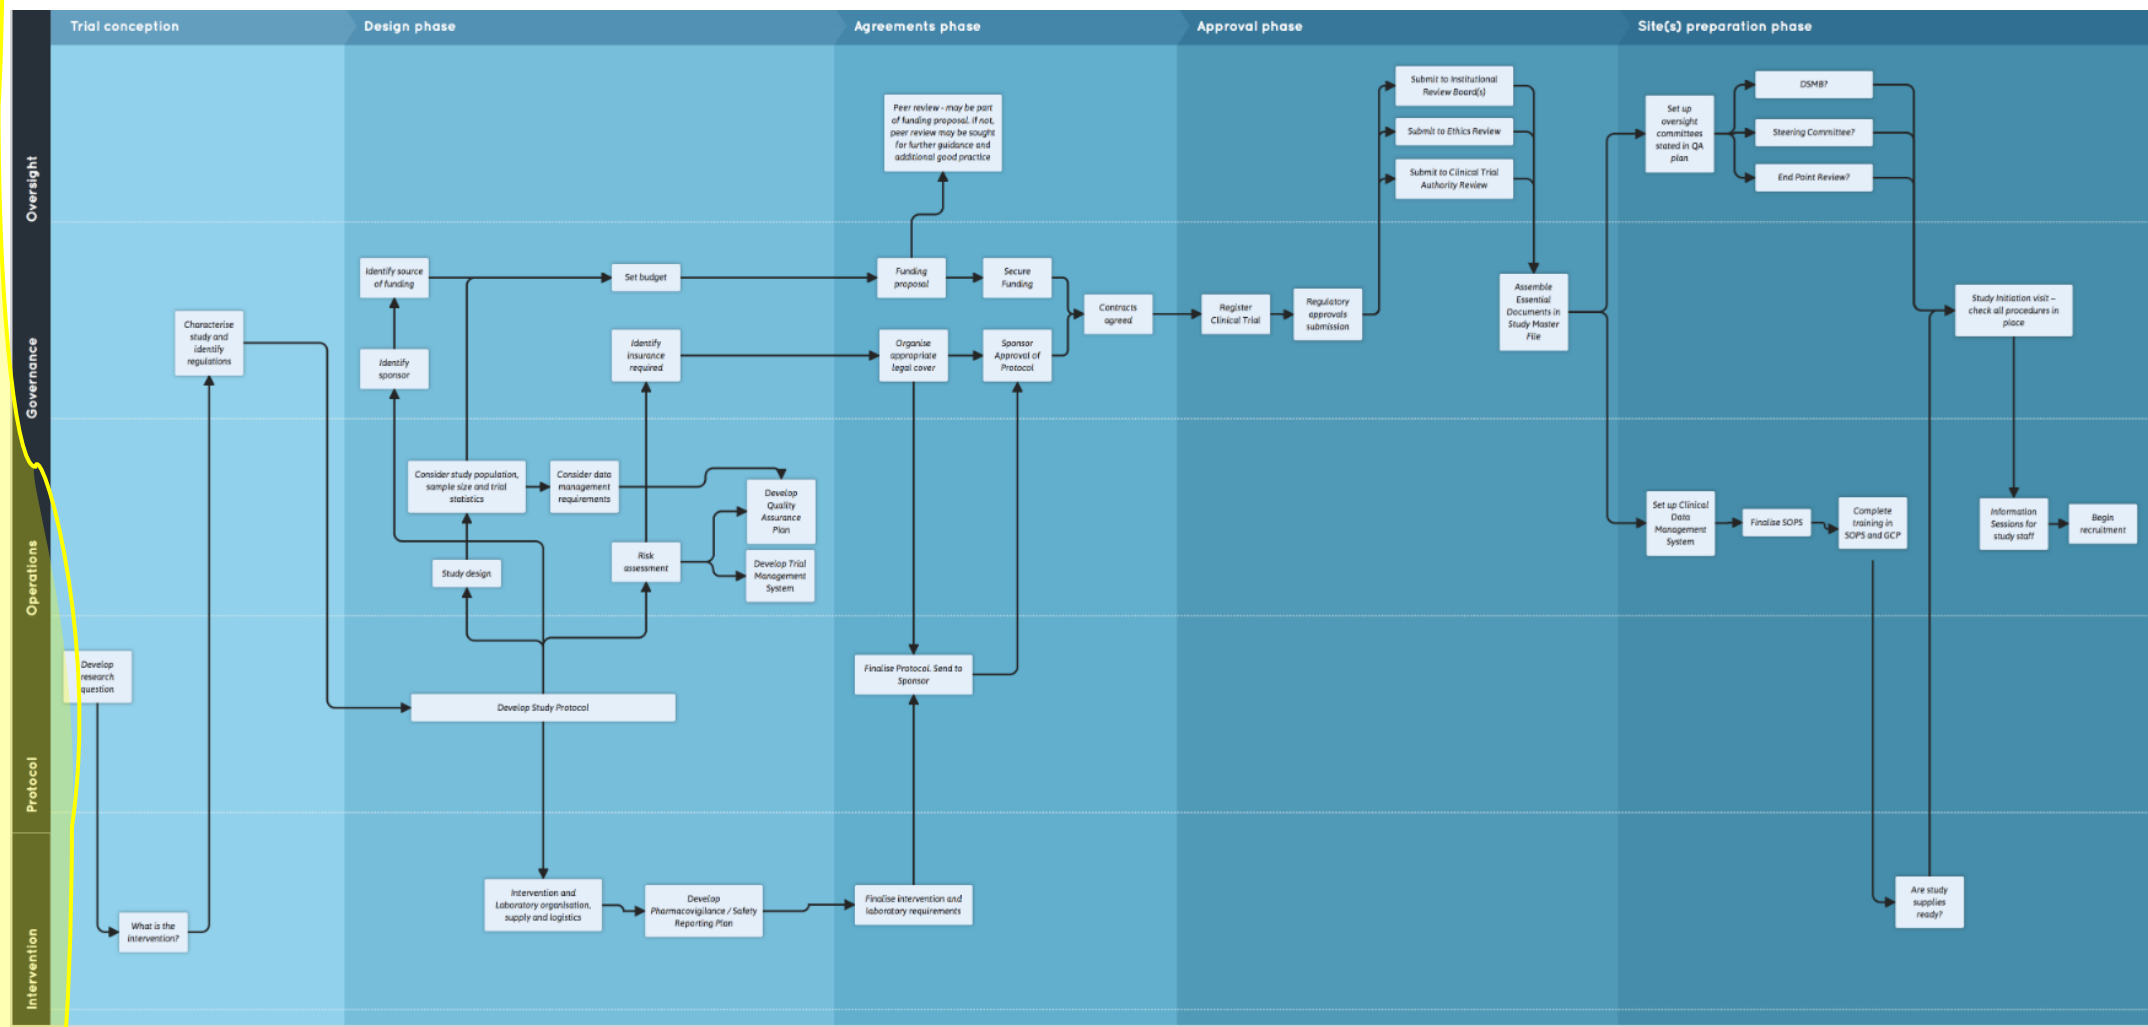 Trial conception
Design phase
Agreements phase
Approval phase
Site(s) preparation phase
Oversight
Governance
Operations
Protocol
Intervention
Develop
research
question
What is the
intervention?
Characterise
study and
identify
regulations
Identify source
of funding
Identify
sponsor
Set budget
Identify
insurance
required
Consider study population,
sample size and trial
statistics
Consider data
management
requirements
Develop
Quality
Assurance
Plan
Study design
Risk
assessment
Develop Trial
Management
System
Develop Study Protocol
Intervention and
Laboratory organisation,
supply and logistics
Develop
Pharmacovigilance / Safety
Reporting Plan
Peer review - may be part
of funding proposal. If not,
peer review may be sought
for further guidance and
additional good practice
Funding
proposal
Secure
Funding
Organise
appropriate
legal cover
Sponsor
Approval of
Protocol
Contracts
agreed
Finalise Protocol. Send to
Sponsor
Finalise intervention and
laboratory requirements
Register
Clinical Trial
Regulatory
approvals
submission
Submit to Institutional
Review Board(s)
Submit to Ethics Review
Submit to Clinical Trial
Authority Review
Assemble
Essential
Documents in
Study Master
File
Set up
oversight
committees
stated in QA
plan
DSMB?
Steering Committee?
End Point Review?
Study Initiation visit –
check all procedures in
place
Set up Clinical
Data
Management
System
Finalise SOPS
Complete
training in
SOPS and GCP
Information
Sessions for
study staff
Begin
recruitment
Are study
supplies
ready?